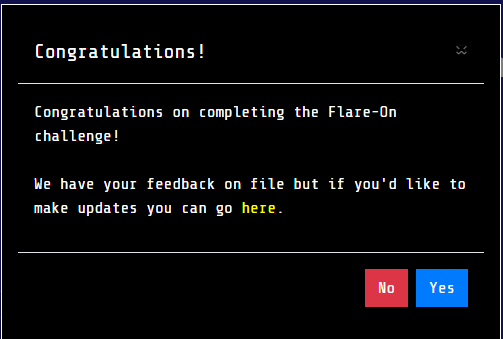 Congratulations!
Congratulations on completing the Flare-On
challenge!
We have your feedback on file but if you'd like to
make updates you can go here.
No
Yes